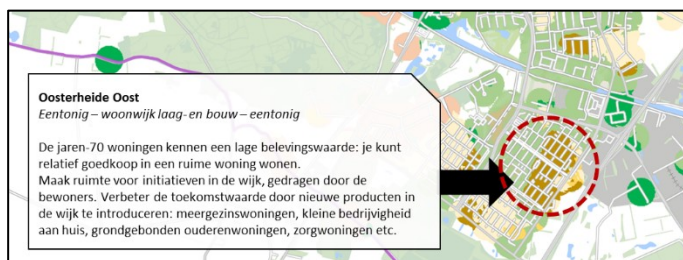 Oosterheide Oost
Eentonig – woonwijk laag- en bouw – eentonig
De jaren-70 woningen kennen een lage belevingswaarde: je kunt
relatief goedkoop in een ruime woning wonen.
Maak ruimte voor initiatieven in de wijk, gedragen door de
bewoners. Verbeter de toekomstwaarde door nieuwe producten in
de wijk te introduceren: meergezinswoningen, kleine bedrijvigheid
aan huis, grondgebonden ouderenwoningen, zorgwoningen etc.